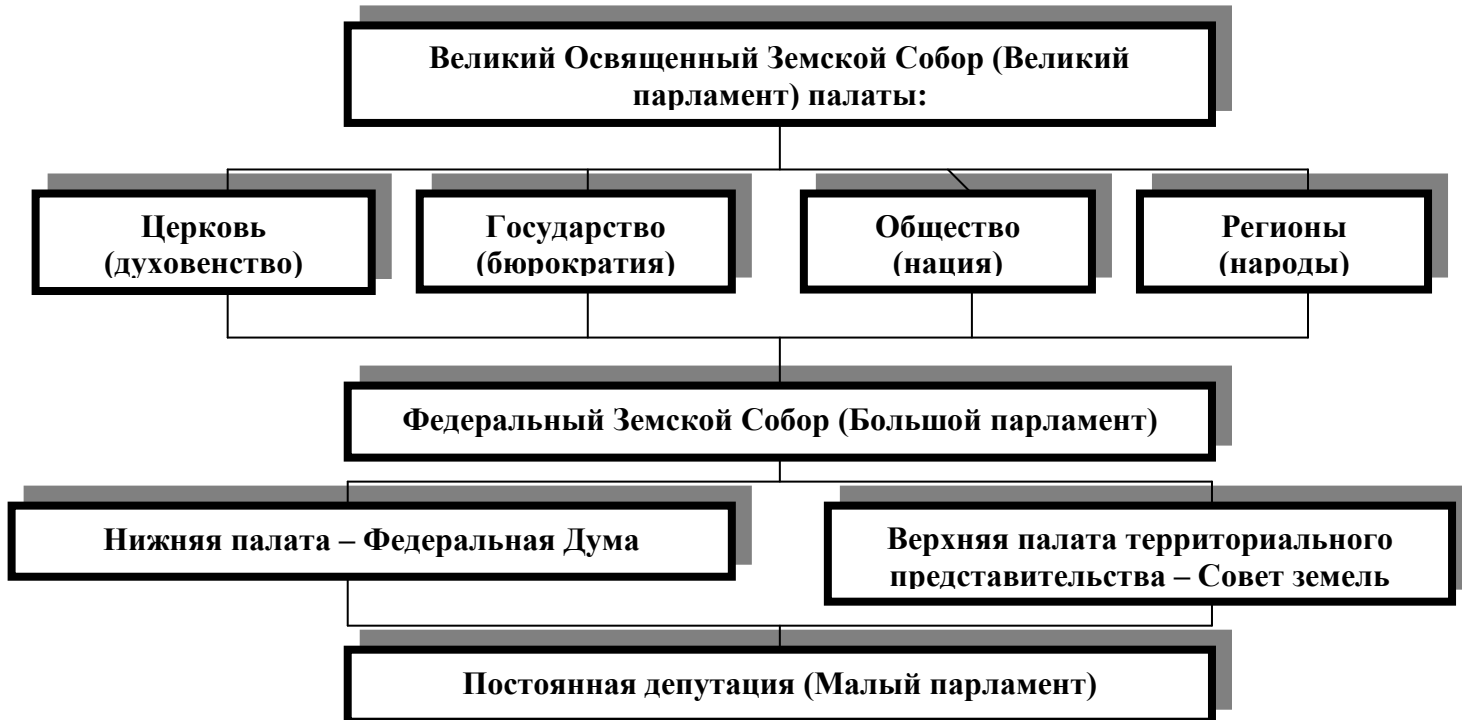 Великий Освященный Земской Собор (Великий
парламент) палаты:
Церковь
(духовенство)
Государство
(бюрократия)
Общество
(нация)
Регионы
(народы)
Федеральный Земской Собор (Большой парламент)
Нижняя палата – Федеральная Дума
Верхняя палата территориального
представительства – Совет земель
Постоянная депутация (Малый парламент)